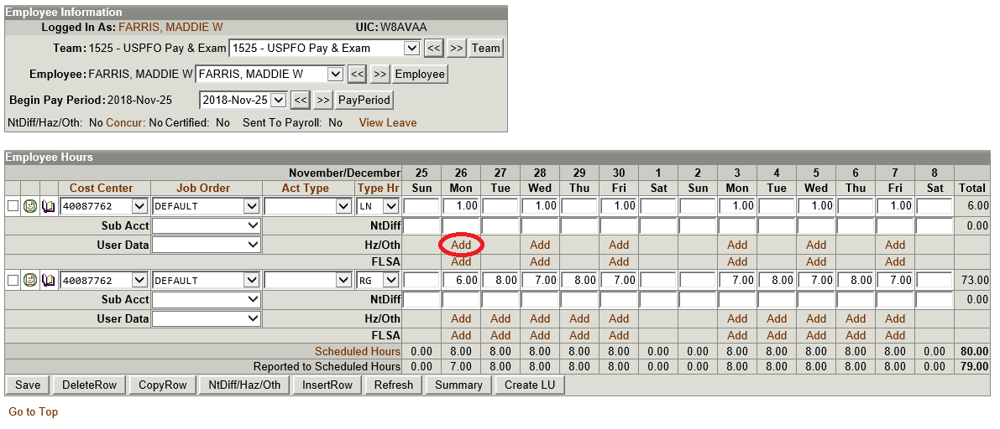 Employee Information
Logged In As: FARRIS, MADDIE W UIC: W8AVAA
Team: 1525 - USPFO Pay & Exam 1525 - USPFO Pay & Exam << >> Team
Employee: FARRIS, MADDIE W FARRIS, MADDIE W << >> Employee
Begin Pay Period: 2018-Nov-25 2018-Nov-25 << >> PayPeriod
NtDiff/Haz/Oth: No Concur: No Certified: No Sent To Payroll: No View Leave
Employee Hours
November/December 25 26 27 28 29 30 1 2 3 4 5 6 7 8
Cost Center Job Order Act Type Type Hr Sun Mon Tue Wed Thu Fri Sat Sun Mon Tue Wed Thu Fri Sat Total
40087762 DEFAULT LN 1.00 1.00 1.00 1.00 1.00 1.00 6.00
Sub Acct NtDiff 0.00
User Data Hz/Oth Add Add Add Add Add Add
FLSA Add Add Add Add Add Add
40087762 DEFAULT RG 6.00 8.00 7.00 8.00 7.00 7.00 8.00 7.00 8.00 7.00 73.00
Sub Acct NtDiff 0.00
User Data Hz/Oth Add Add Add Add Add Add Add Add Add Add
FLSA Add Add Add Add Add Add Add Add Add Add
Scheduled Hours 0.00 8.00 8.00 8.00 8.00 8.00 0.00 0.00 8.00 8.00 8.00 8.00 8.00 0.00 80.00
Reported to Scheduled Hours 0.00 7.00 8.00 8.00 8.00 8.00 0.00 0.00 8.00 8.00 8.00 8.00 8.00 0.00 79.00
Save DeleteRow CopyRow NtDiff/Haz/Oth InsertRow Refresh Summary Create LU
Go to Top